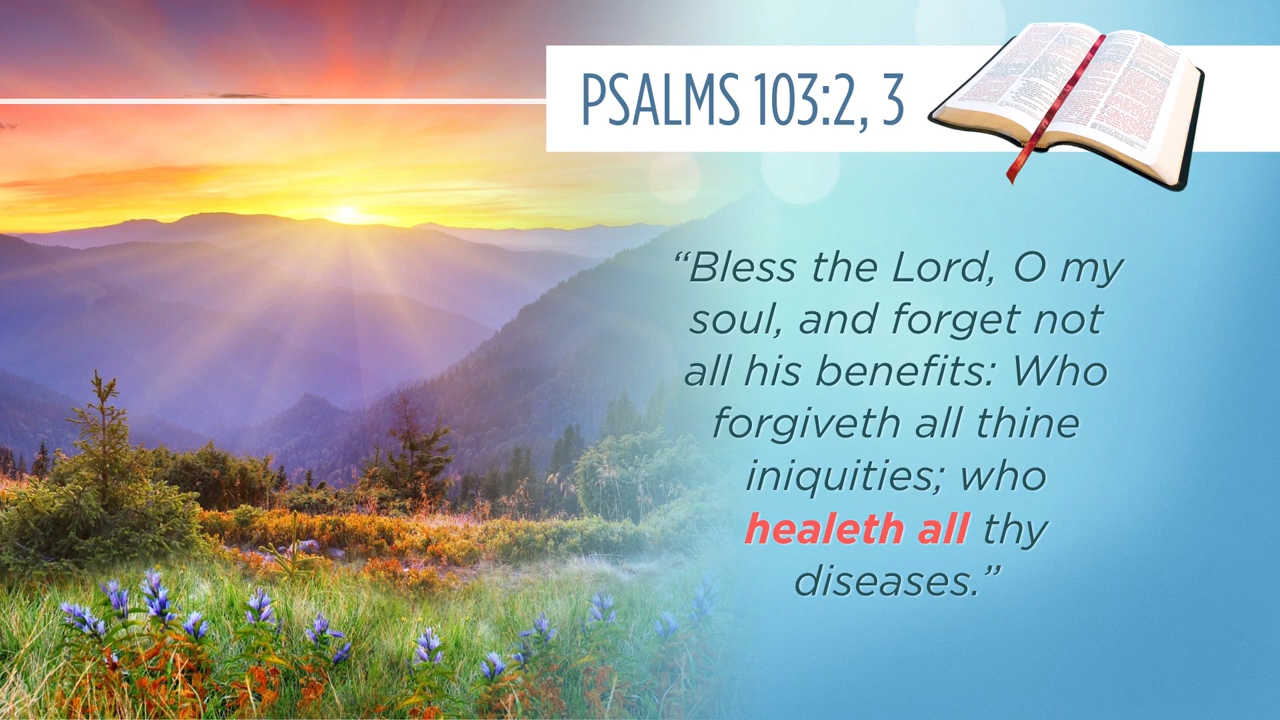 PSALMS 103:2, 3
“Bless the Lord, O my
soul, and forget not
all his benefits: Who
forgiveth all thine
iniquities; who
healeth all thy
diseases.”